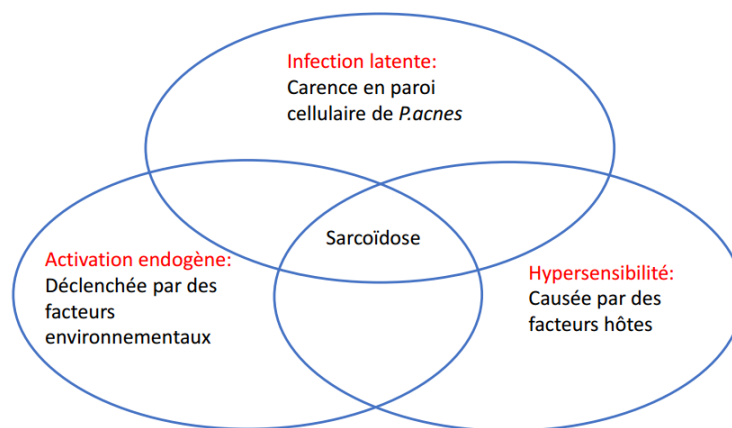 Infection latente:
Carence en paroi
cellulaire de P.acnes
Sarcoïdose
Activation endogène:
Déclenchée par des
facteurs
environnementaux
Hypersensibilité:
Causée par des
facteurs hôtes